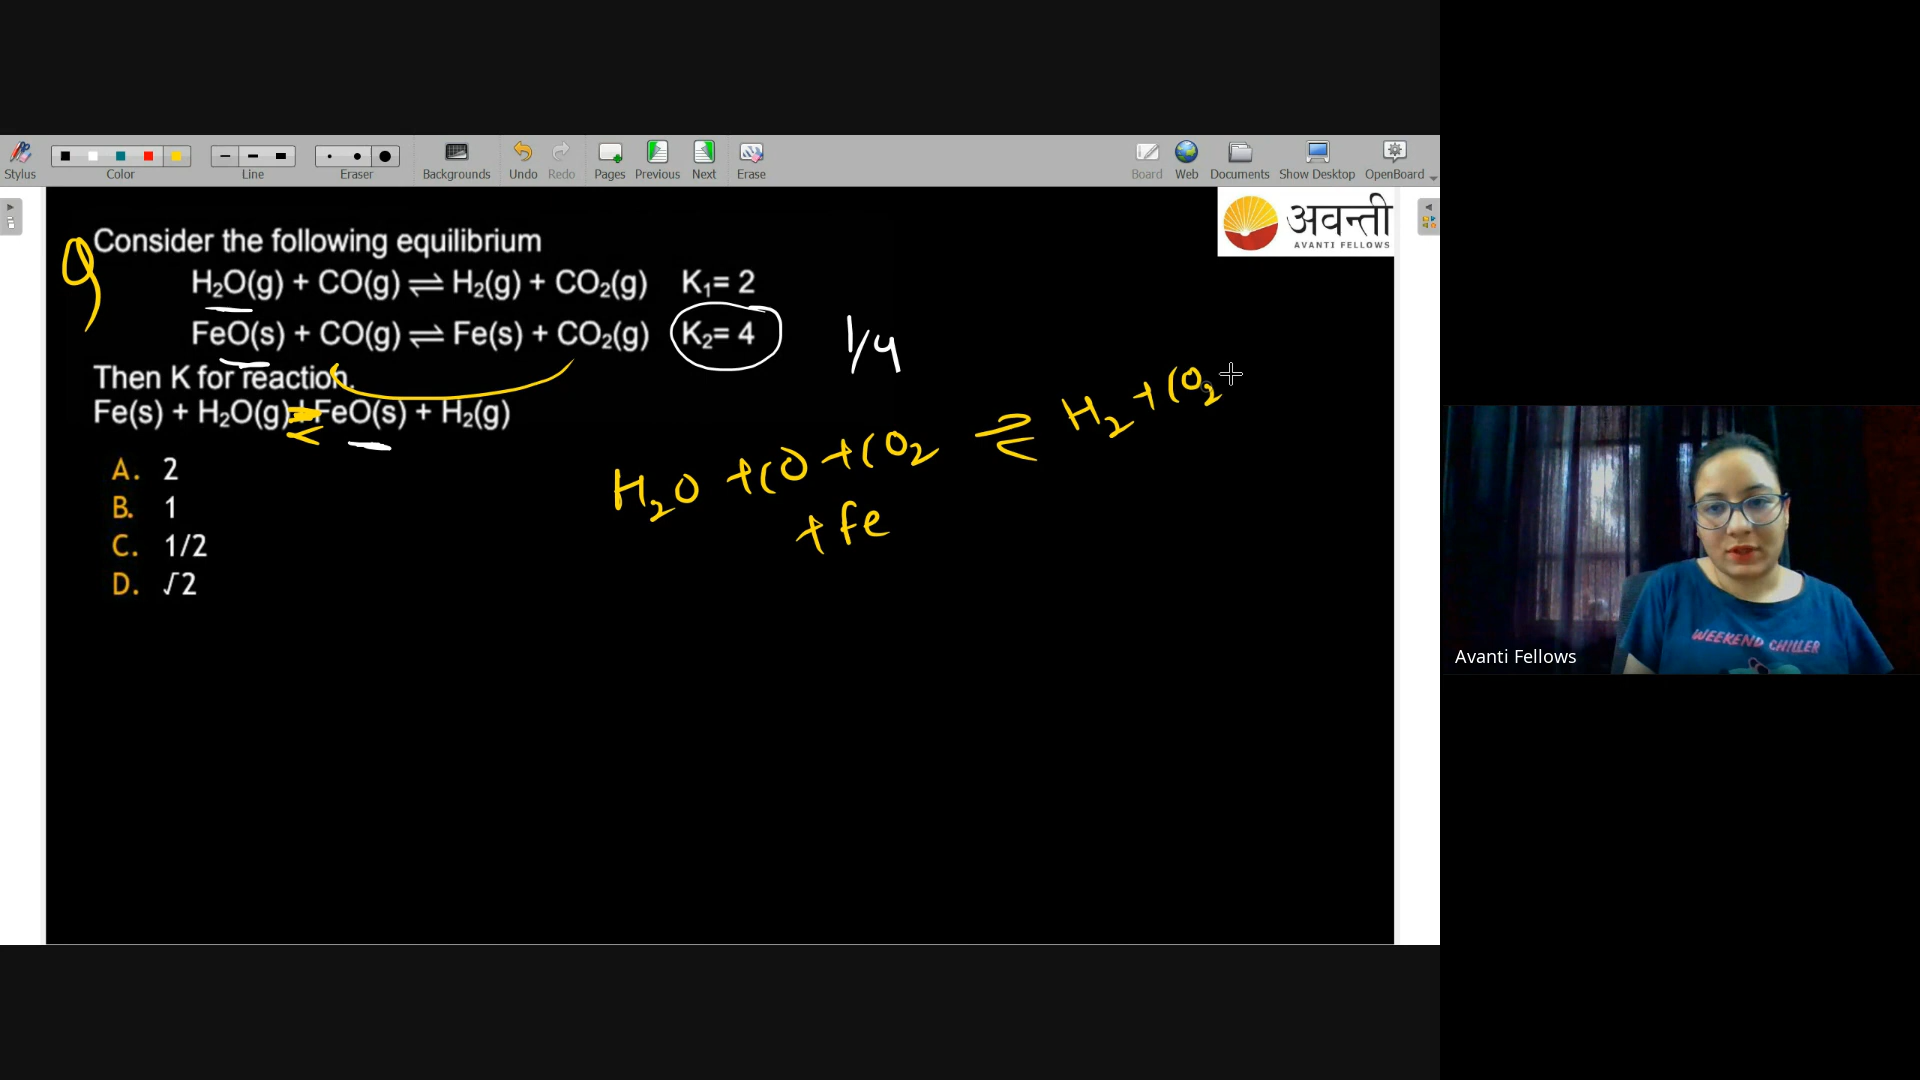 Stylus Color Line Eraser Backgrounds Undo Redo Pages Previous Next Erase Board Web Documents Show Desktop OpenBoard
अवन्ती
AVANTI FELLOWS
Q Consider the following equilibrium
H₂O(g) + CO(g) ⇌ H₂(g) + CO₂(g) K₁= 2
FeO(s) + CO(g) ⇌ Fe(s) + CO₂(g) K₂= 4
1/4
Then K for reaction.
Fe(s) + H₂O(g) ⇌ FeO(s) + H₂(g)
A. 2
B. 1
C. 1/2
D. √2
H₂O + CO + CO₂ ⇌ H₂ + CO₂
+ Fe
WEEKEND CHILLER
Avanti Fellows